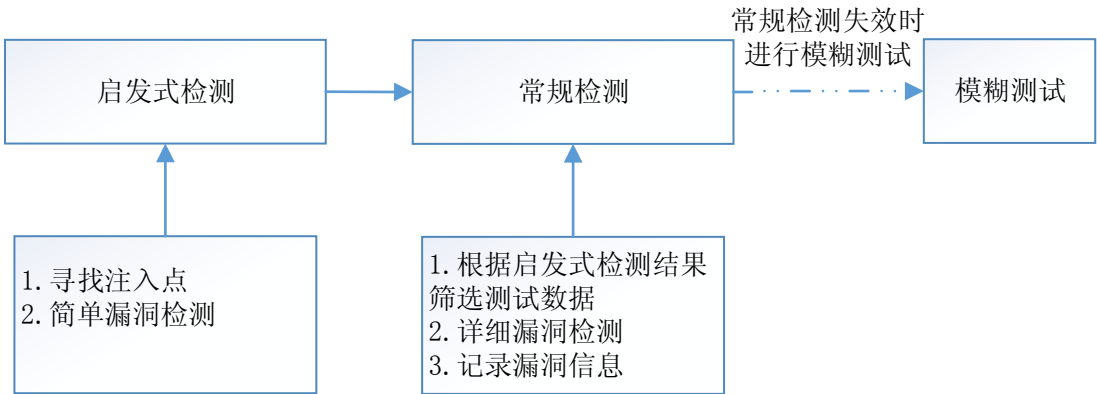 常规检测失效时
进行模糊测试
启发式检测
常规检测
模糊测试
1.寻找注入点
2.简单漏洞检测
1.根据启发式检测结果
筛选测试数据
2.详细漏洞检测
3.记录漏洞信息